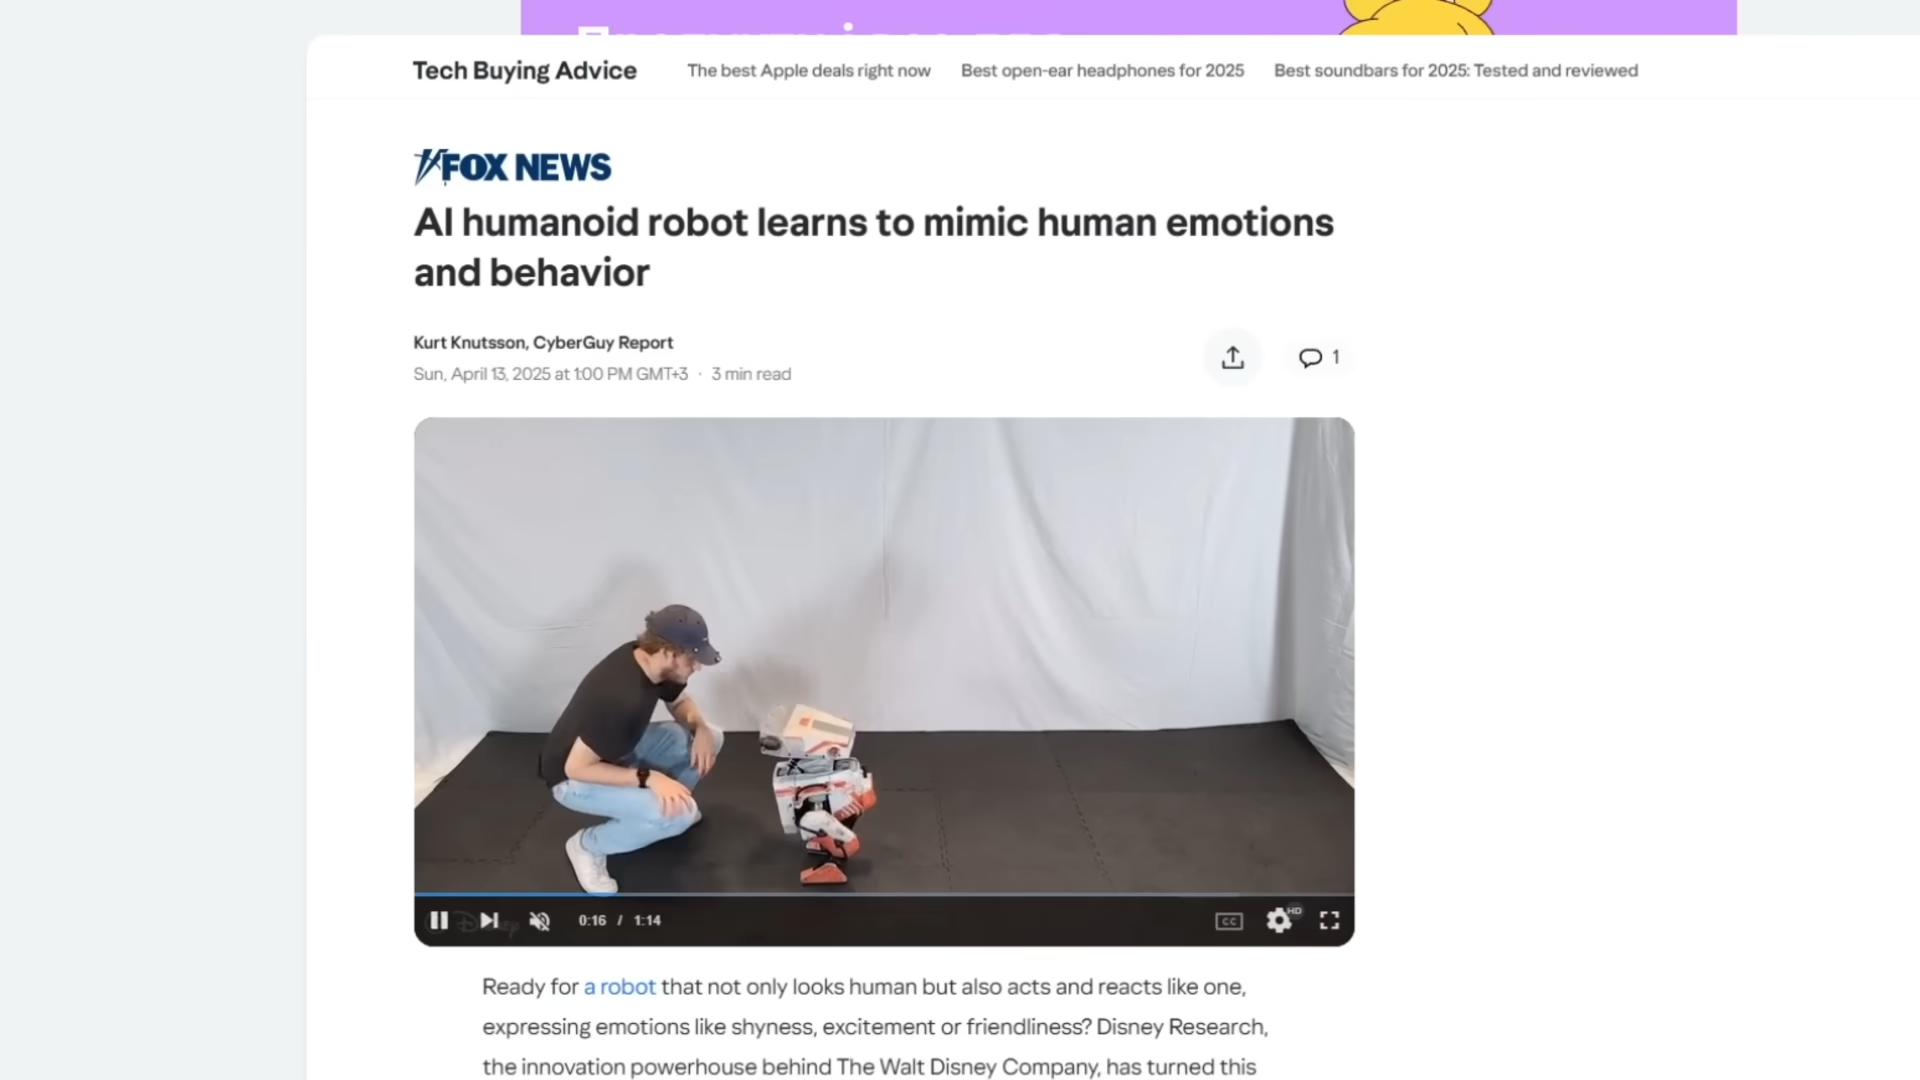 Tech Buying Advice
The best Apple deals right now
Best open-ear headphones for 2025
Best soundbars for 2025: Tested and reviewed
FOX NEWS
AI humanoid robot learns to mimic human emotions
and behavior
Kurt Knutsson, CyberGuy Report
Sun, April 13, 2025 at 1:00 PM GMT+3 · 3 min read
1
Disney
0:16 / 1:14
CC
HD
Ready for a robot that not only looks human but also acts and reacts like one,
expressing emotions like shyness, excitement or friendliness? Disney Research,
the innovation powerhouse behind The Walt Disney Company, has turned this